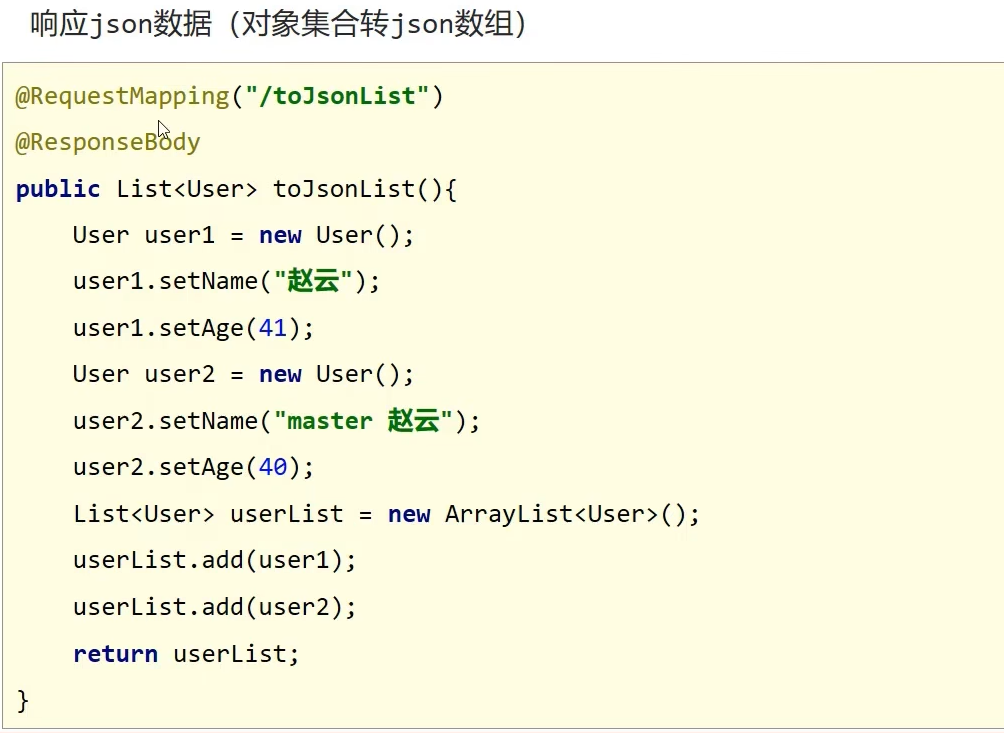 响应json数据（对象集合转json数组）
@RequestMapping("/toJsonList")
@ResponseBody
public List<User> toJsonList(){
    User user1 = new User();
    user1.setName("赵云");
    user1.setAge(41);
    User user2 = new User();
    user2.setName("master 赵云");
    user2.setAge(40);
    List<User> userList = new ArrayList<User>();
    userList.add(user1);
    userList.add(user2);
    return userList;
}